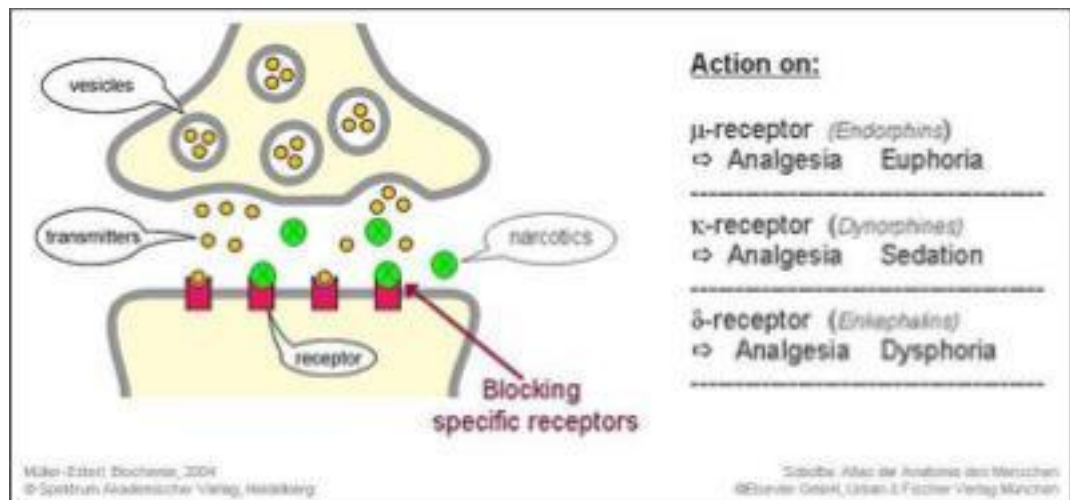 vesicles
transmitters
narcotics
receptor
Blocking
specific receptors
Action on:
μ-receptor (Endorphins)
⇨ Analgesia Euphoria
κ-receptor (Dynorphines)
⇨ Analgesia Sedation
δ-receptor (Enkephalins)
⇨ Analgesia Dysphoria
Müller-Esterl: Biochemie, 2004
© Spektrum Akademischer Verlag, Heidelberg
Sobotta: Atlas der Anatomie des Menschen
©Elsevier GmbH, Urban & Fischer Verlag München